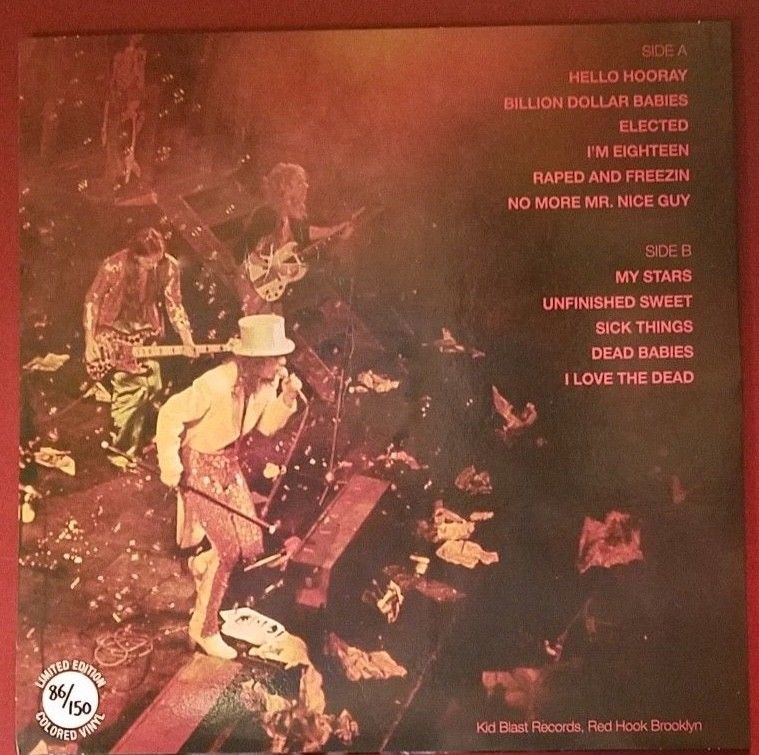 SIDE A
HELLO HOORAY
BILLION DOLLAR BABIES
ELECTED
I'M EIGHTEEN
RAPED AND FREEZIN
NO MORE MR. NICE GUY
SIDE B
MY STARS
UNFINISHED SWEET
SICK THINGS
DEAD BABIES
I LOVE THE DEAD
LIMITED EDITION
86/150
COLORED VINYL
Kid Blast Records, Red Hook Brooklyn